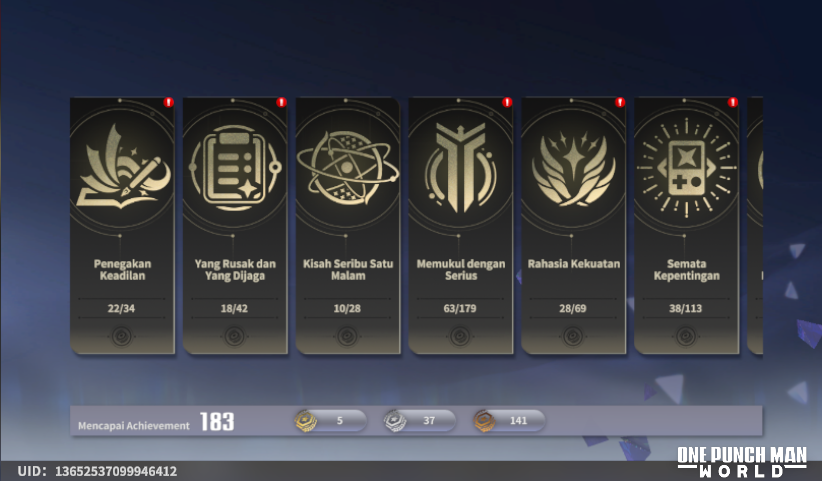 Penegakan
Keadilan
22/34
Yang Rusak dan
Yang Dijaga
18/42
Kisah Seribu Satu
Malam
10/28
Memukul dengan
Serius
63/179
Rahasia Kekuatan
28/69
Semata
Kepentingan
38/113
Mencapai Achievement 183
5
37
141
UID: 13652537099946412
ONE PUNCH MAN
WORLD